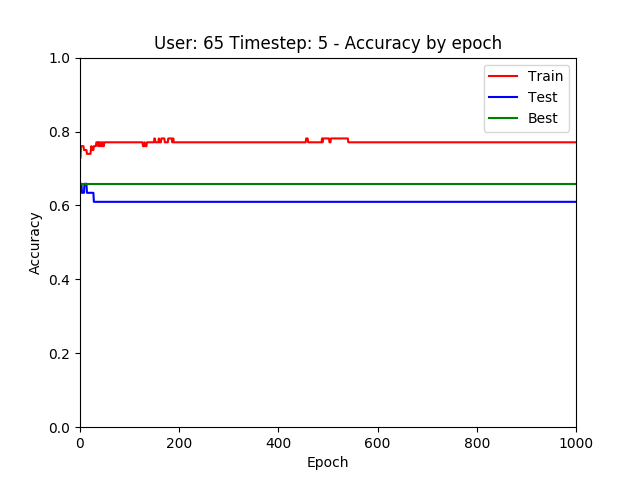 User: 65 Timestep: 5 - Accuracy by epoch
1.0
0.8
0.6
0.4
0.2
0.0
Accuracy
Train
Test
Best
0 200 400 600 800 1000
Epoch